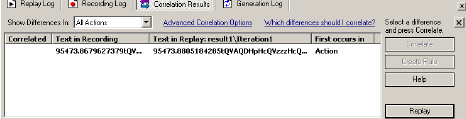 Replay Log Recording Log Correlation Results Generation Log
Show Differences In: All Actions Advanced Correlation Options Which differences should I correlate? Select a difference
and press Correlate.
Correlated Text in Recording Text in Replay: result1\Iteration1 First occurs in Correlate
95473.8679627379tQV... 95473.8805184285tQVAQDHpHcQVzzzHcQ... Action Create Rule
Help
Replay